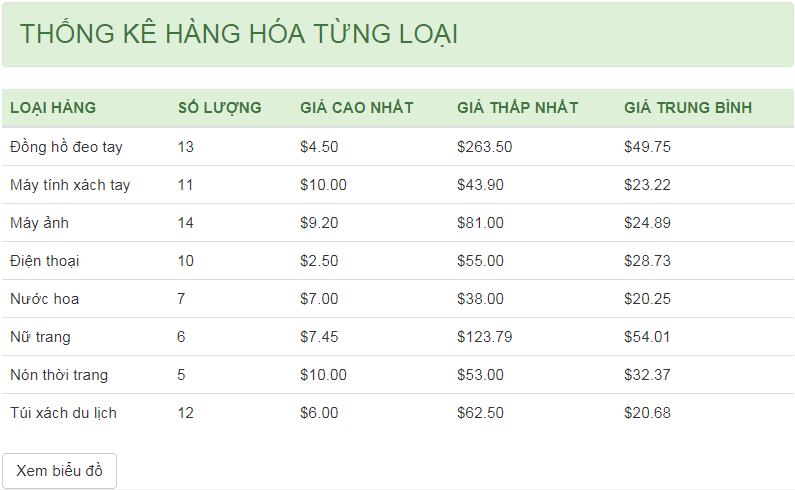 THỐNG KÊ HÀNG HÓA TỪNG LOẠI
LOẠI HÀNG SỐ LƯỢNG GIÁ CAO NHẤT GIÁ THẤP NHẤT GIÁ TRUNG BÌNH
Đồng hồ đeo tay 13 $4.50 $263.50 $49.75
Máy tính xách tay 11 $10.00 $43.90 $23.22
Máy ảnh 14 $9.20 $81.00 $24.89
Điện thoại 10 $2.50 $55.00 $28.73
Nước hoa 7 $7.00 $38.00 $20.25
Nữ trang 6 $7.45 $123.79 $54.01
Nón thời trang 5 $10.00 $53.00 $32.37
Túi xách du lịch 12 $6.00 $62.50 $20.68
Xem biểu đồ